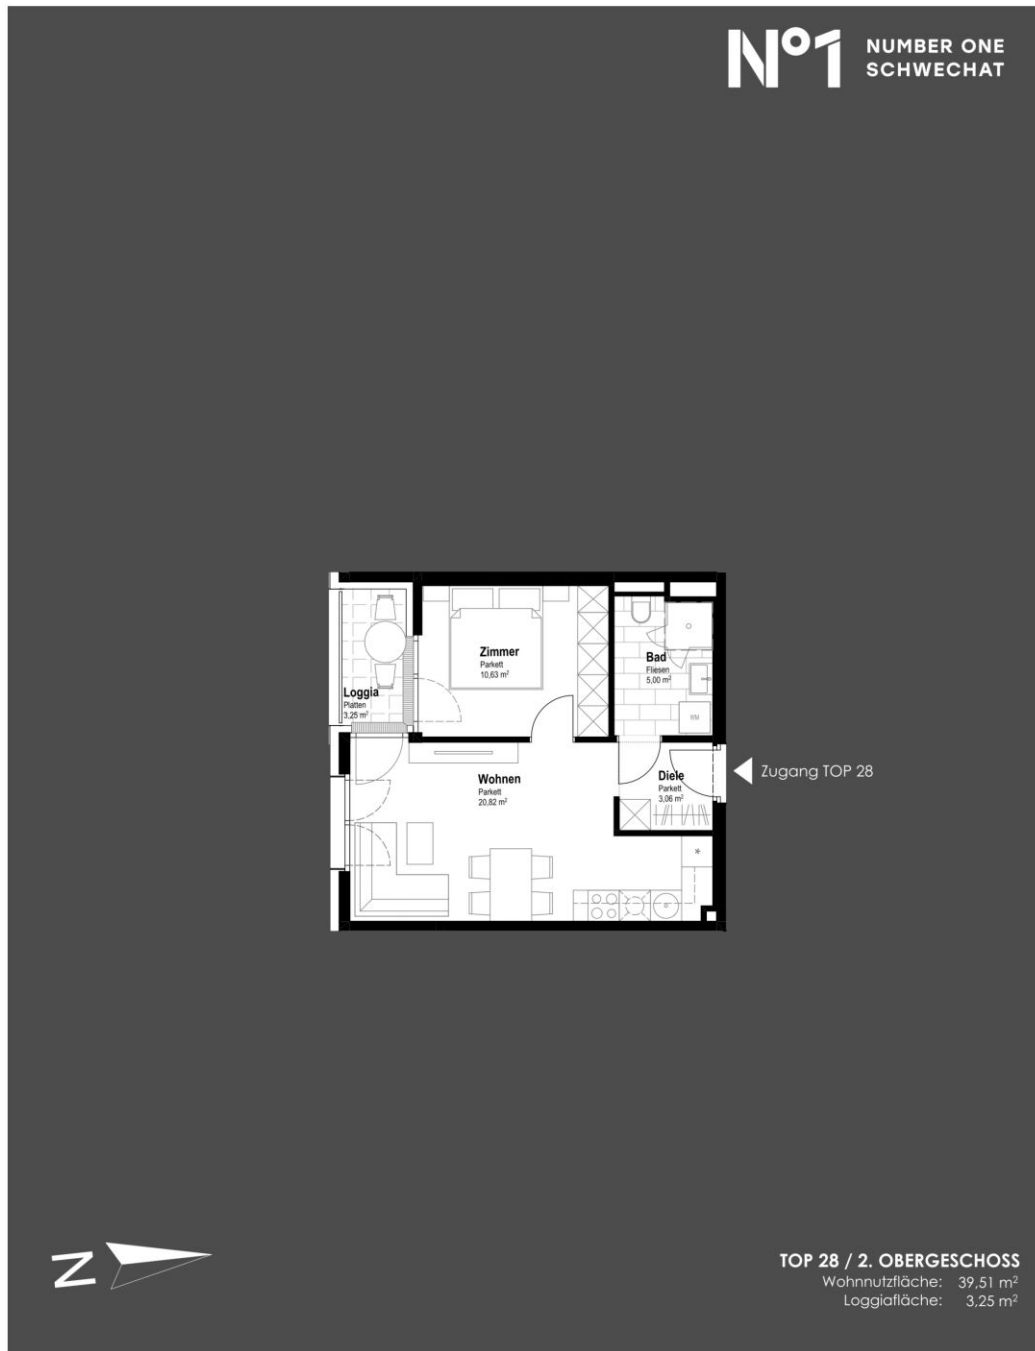 Nº1
NUMBER ONE
SCHWECHAT
Zimmer
Parkett
10,63 m²
Bad
Fliesen
5,00 m²
WM
Loggia
Platten
3,25 m²
Wohnen
Parkett
20,82 m²
Diele
Parkett
3,06 m²
Zugang TOP 28
*
N
TOP 28 / 2. OBERGESCHOSS
Wohnnutzfläche: 39,51 m²
Loggiafläche: 3,25 m²